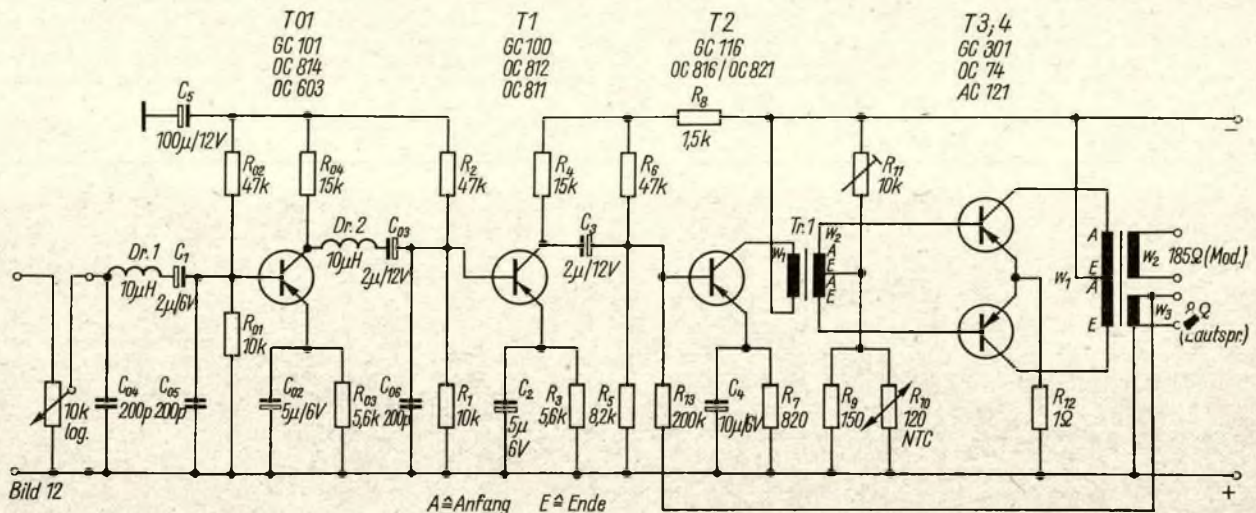 T01
GC 101
OC 814
OC 603
T1
GC 100
OC 812
OC 811
T2
GC 116
OC 816 / OC 821
T3; 4
GC 301
OC 74
AC 121
C5
100µ/12V
R02
47k
R04
15k
R2
47k
R4
15k
R6
47k
R8
1,5k
R11
10k
−
Dr. 1
10µH
C1
2µ/6V
Dr. 2
10µH
C03
2µ/12V
C3
2µ/12V
Tr. 1
W1
W2
A
E
A
E
A
E
A
E
W1
W2
185Ω (Mod.)
W3
Ω
(Lautspr.)
R01
10k
10k
log.
C04
200p
C05
200p
C02
5µ/6V
R03
5,6k
C06
200p
R1
10k
C2
5µ
6V
R3
5,6k
R5
8,2k
R13
200k
C4
10µ/6V
R7
820
R9
150
R10
120
NTC
R12
1Ω
+
Bild 12
A ≙ Anfang E ≙ Ende